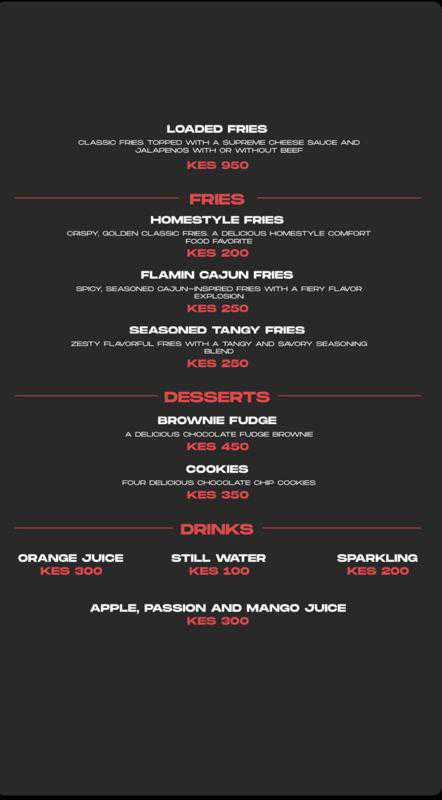 LOADED FRIES
CLASSIC FRIES TOPPED WITH A SUPREME CHEESE SAUCE AND
JALAPENOS WITH OR WITHOUT BEEF
KES 950
FRIES
HOMESTYLE FRIES
CRISPY, GOLDEN CLASSIC FRIES. A DELICIOUS HOMESTYLE COMFORT
FOOD FAVORITE
KES 200
FLAMIN CAJUN FRIES
SPICY, SEASONED CAJUN-INSPIRED FRIES WITH A FIERY FLAVOR
EXPLOSION
KES 250
SEASONED TANGY FRIES
ZESTY FLAVORFUL FRIES WITH A TANGY AND SAVORY SEASONING
BLEND
KES 250
DESSERTS
BROWNIE FUDGE
A DELICIOUS CHOCOLATE FUDGE BROWNIE
KES 450
COOKIES
FOUR DELICIOUS CHOCOLATE CHIP COOKIES
KES 350
DRINKS
ORANGE JUICE STILL WATER SPARKLING
KES 300 KES 100 KES 200
APPLE, PASSION AND MANGO JUICE
KES 300